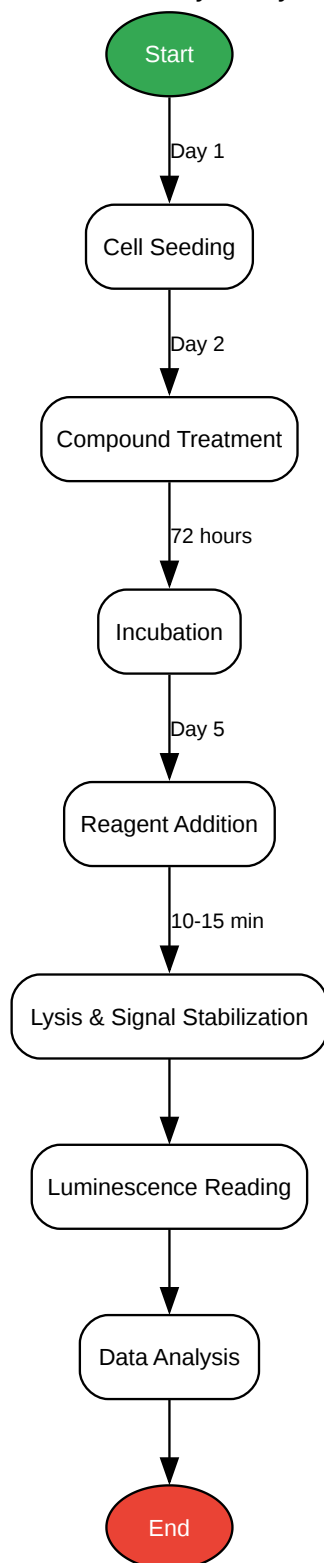 Start
Day 1
Cell Seeding
Day 2
Compound Treatment
72 hours
Incubation
Day 5
Reagent Addition
10-15 min
Lysis & Signal Stabilization
Luminescence Reading
Data Analysis
End